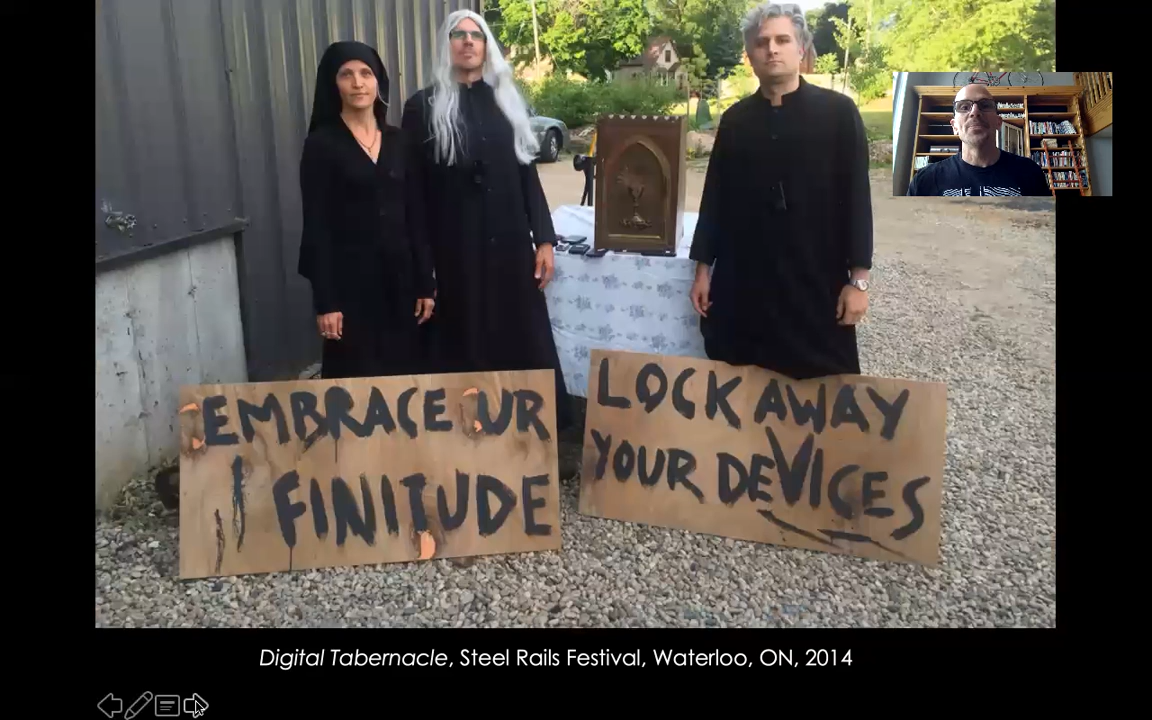 EMBRACE UR
FINITUDE
LOCK AWAY
YOUR DEVICES
Digital Tabernacle, Steel Rails Festival, Waterloo, ON, 2014